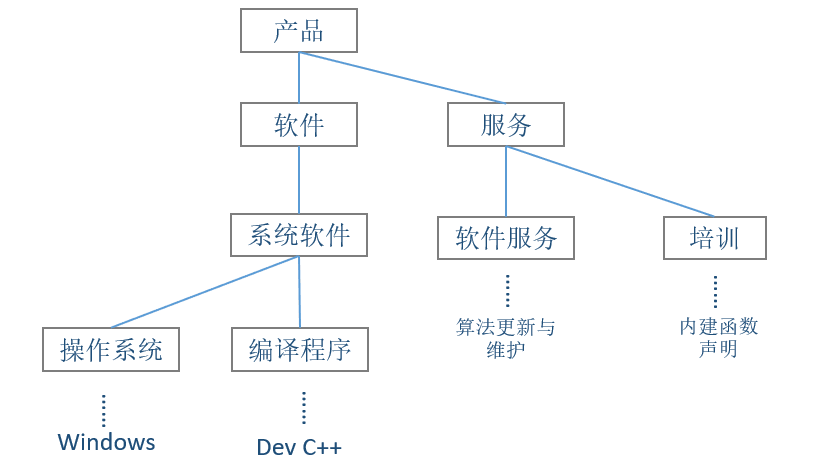 产品
软件
服务
系统软件
软件服务
培训
操作系统
编译程序
算法更新与
维护
内建函数
声明
Windows
Dev C++